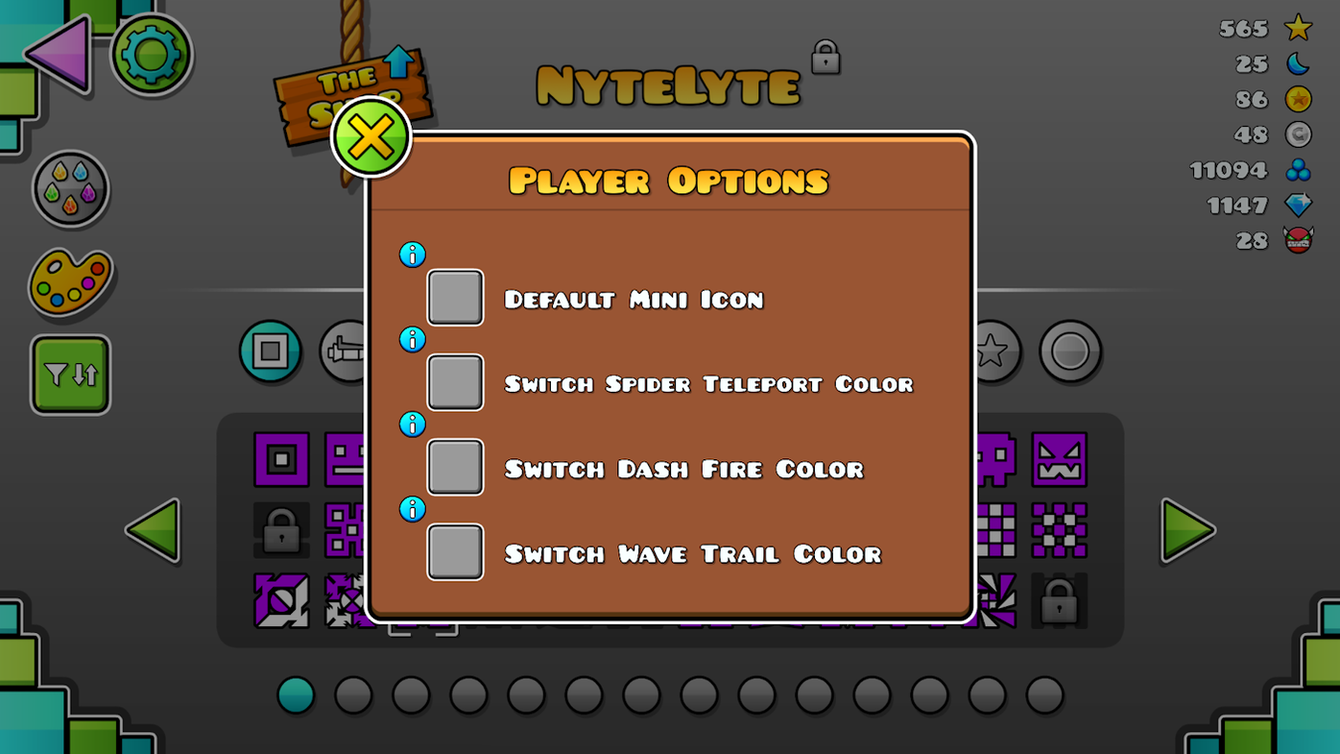 565
25
86
48
11094
1147
28
The
NyteLyte
Player Options
Default Mini Icon
Switch Spider Teleport Color
Switch Dash Fire Color
Switch Wave Trail Color